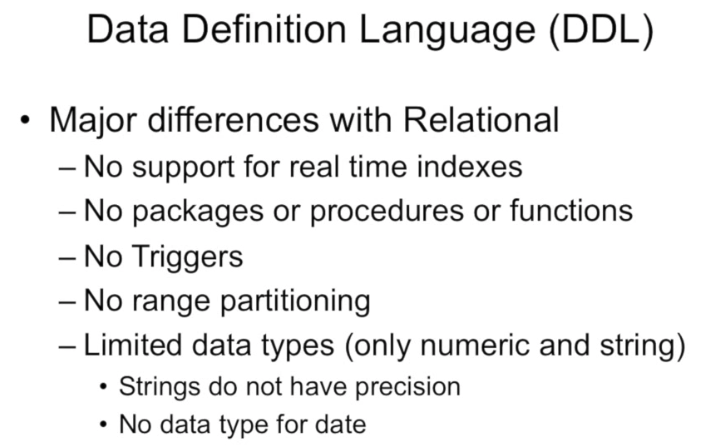 Data Definition Language (DDL)
• Major differences with Relational
– No support for real time indexes
– No packages or procedures or functions
– No Triggers
– No range partitioning
– Limited data types (only numeric and string)
• Strings do not have precision
• No data type for date